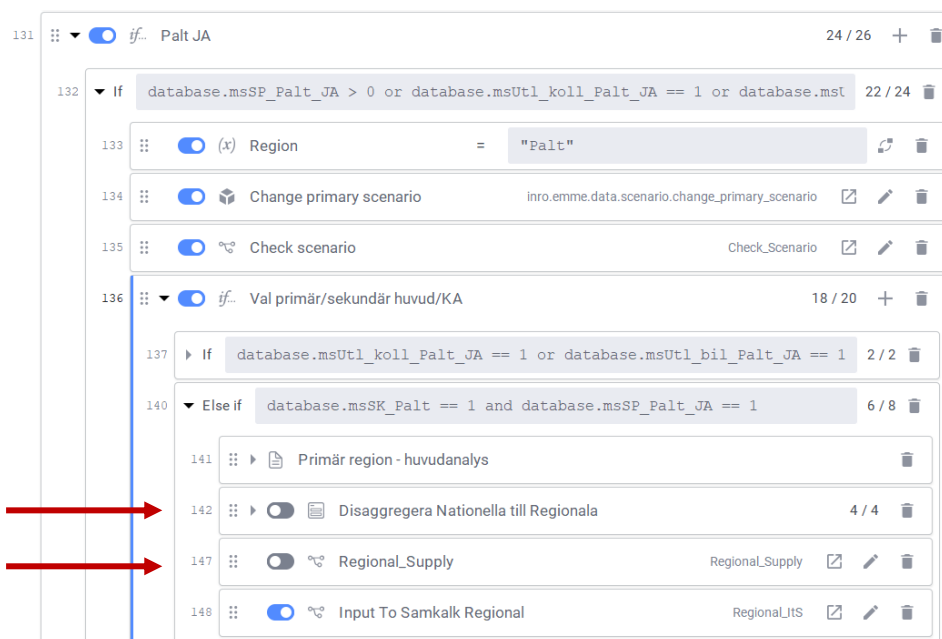 131 if... Palt JA 24 / 26
132 If database.msSP_Palt_JA > 0 or database.msUtl_koll_Palt_JA == 1 or database.msU 22 / 24
133 (x) Region = "Palt"
134 Change primary scenario inro.emme.data.scenario.change_primary_scenario
135 Check scenario Check_Scenario
136 if... Val primär/sekundär huvud/KA 18 / 20
137 If database.msUtl_koll_Palt_JA == 1 or database.msUtl_bil_Palt_JA == 1 2 / 2
140 Else if database.msSK_Palt == 1 and database.msSP_Palt_JA == 1 6 / 8
141 Primär region - huvudanalys
142 Disaggregera Nationella till Regionala 4 / 4
147 Regional_Supply Regional_Supply
148 Input To Samkalk Regional Regional_ItS